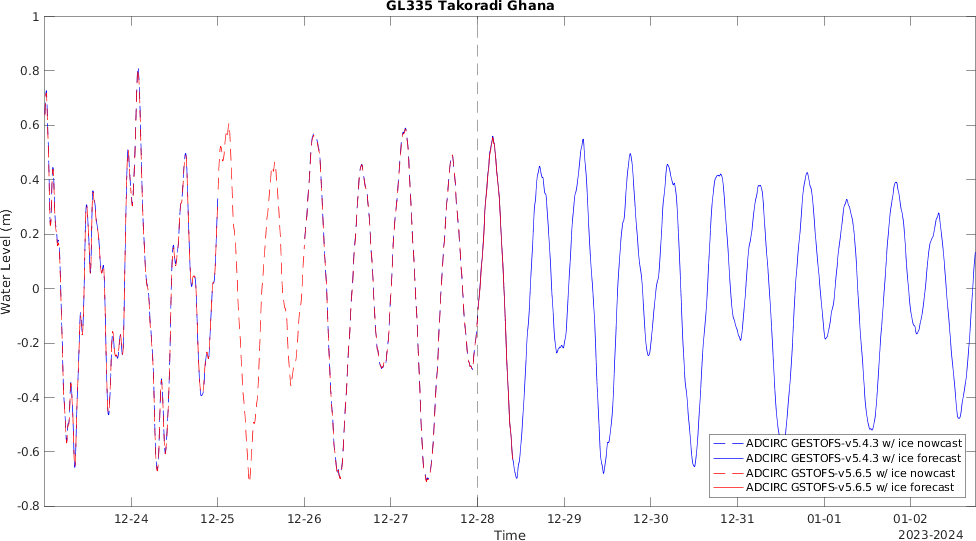 GL335 Takoradi Ghana
1
0.8
0.6
0.4
0.2
0
-0.2
-0.4
-0.6
-0.8
Water Level (m)
ADCIRC GESTOFS-v5.4.3 w/ ice nowcast
ADCIRC GESTOFS-v5.4.3 w/ ice forecast
ADCIRC GSTOFS-v5.6.5 w/ ice nowcast
ADCIRC GSTOFS-v5.6.5 w/ ice forecast
12-24 12-25 12-26 12-27 12-28 12-29 12-30 12-31 01-01 01-02
Time
2023-2024